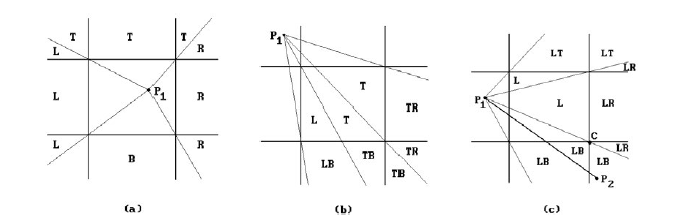 T T T
L R
P1
L R
L R
B
(a)
P1
T
TR
L T
TB TR
LB
TB
(b)
LT LT
LR
L
P1 L LR
C
LB LB LR
LB
P2
(c)